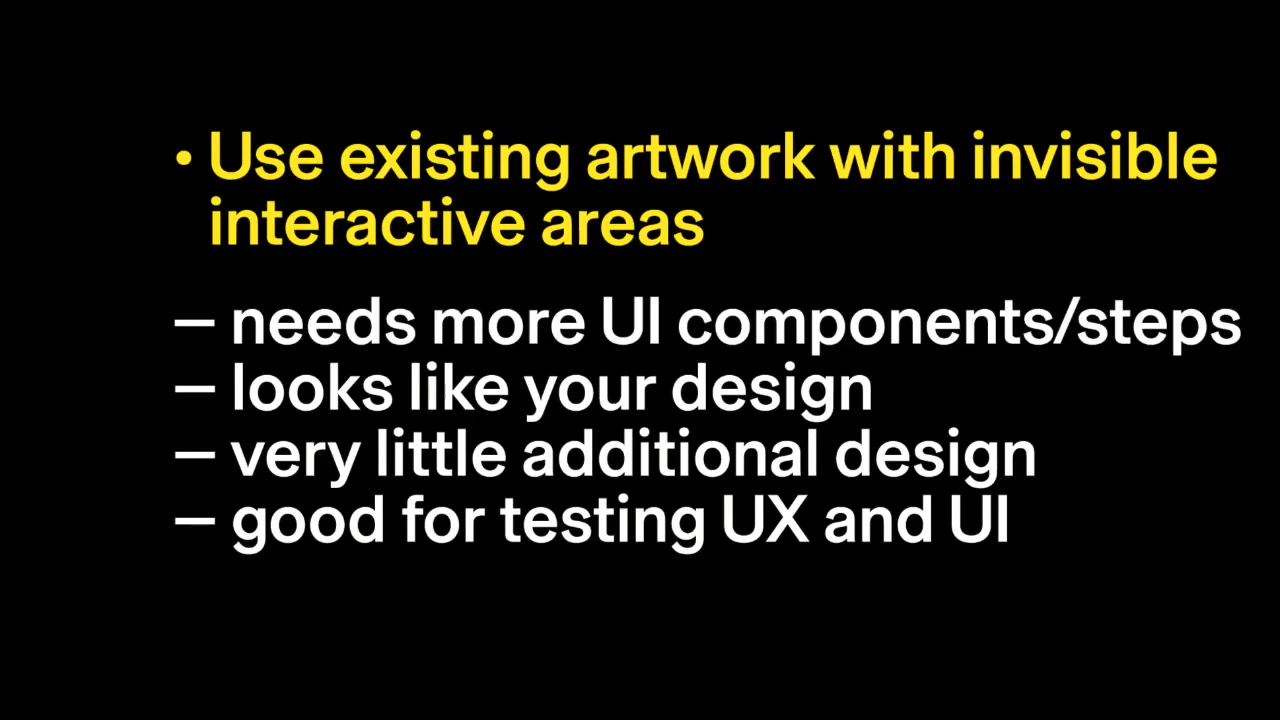 • Use existing artwork with invisible
interactive areas
— needs more UI components/steps
— looks like your design
— very little additional design
— good for testing UX and UI